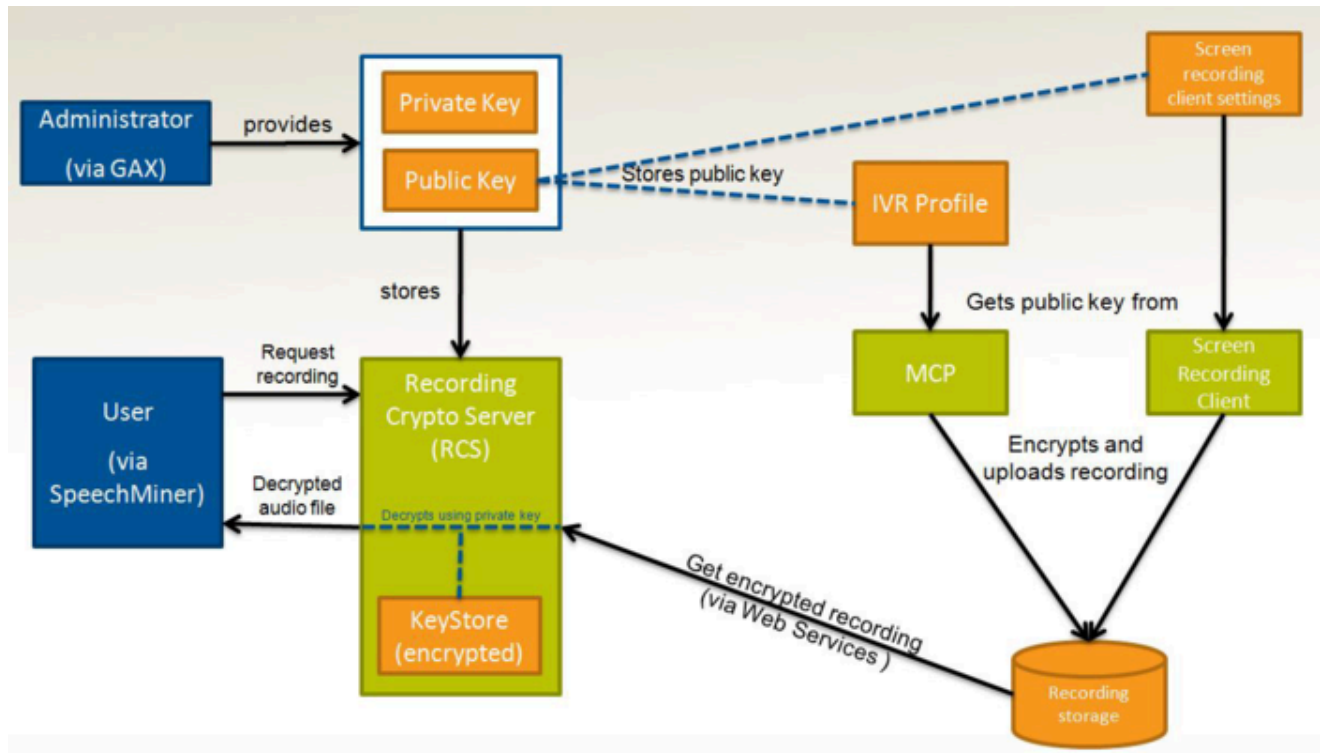 Administrator
(via GAX)
provides
Private Key
Public Key
Stores public key
Screen
recording
client settings
IVR Profile
stores
Gets public key from
MCP
Screen
Recording
Client
User
(via
SpeechMiner)
Request
recording
Decrypted
audio file
Recording
Crypto Server
(RCS)
Decrypts using private key
KeyStore
(encrypted)
Encrypts and
uploads recording
Get encrypted recording
(via Web Services )
Recording
storage